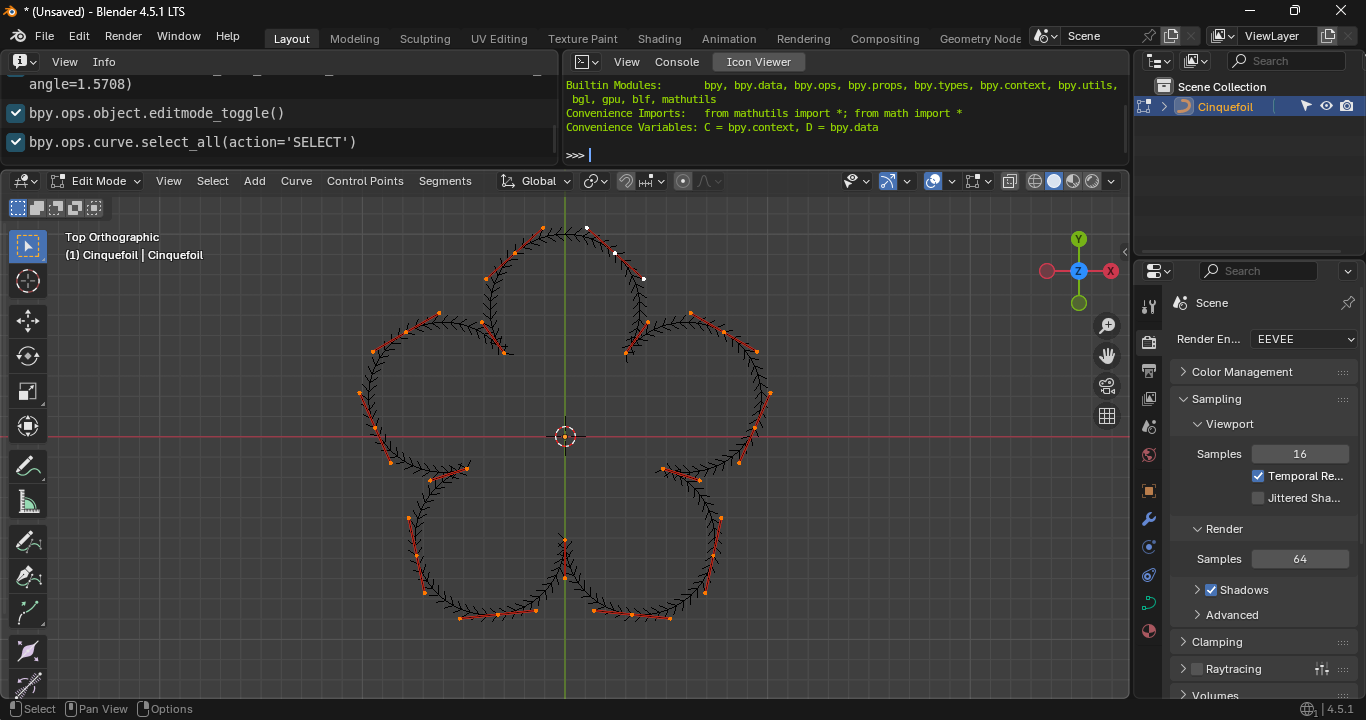 * (Unsaved) - Blender 4.5.1 LTS
File Edit Render Window Help Layout Modeling Sculpting UV Editing Texture Paint Shading Animation Rendering Compositing Geometry Node Scene ViewLayer
View Info
angle=1.5708)
bpy.ops.object.editmode_toggle()
bpy.ops.curve.select_all(action='SELECT')
View Console Icon Viewer
Builtin Modules: bpy, bpy.data, bpy.ops, bpy.props, bpy.types, bpy.context, bpy.utils,
bgl, gpu, blf, mathutils
Convenience Imports: from mathutils import *; from math import *
Convenience Variables: C = bpy.context, D = bpy.data
>>>
Search
Scene Collection
Cinquefoil
Edit Mode View Select Add Curve Control Points Segments Global
Top Orthographic
(1) Cinquefoil | Cinquefoil
Y
Z X
Search
Scene
Render En... EEVEE
Color Management
Sampling
Viewport
Samples 16
Temporal Re...
Jittered Sha...
Render
Samples 64
Shadows
Advanced
Clamping
Raytracing
Volumes
Select Pan View Options 4.5.1